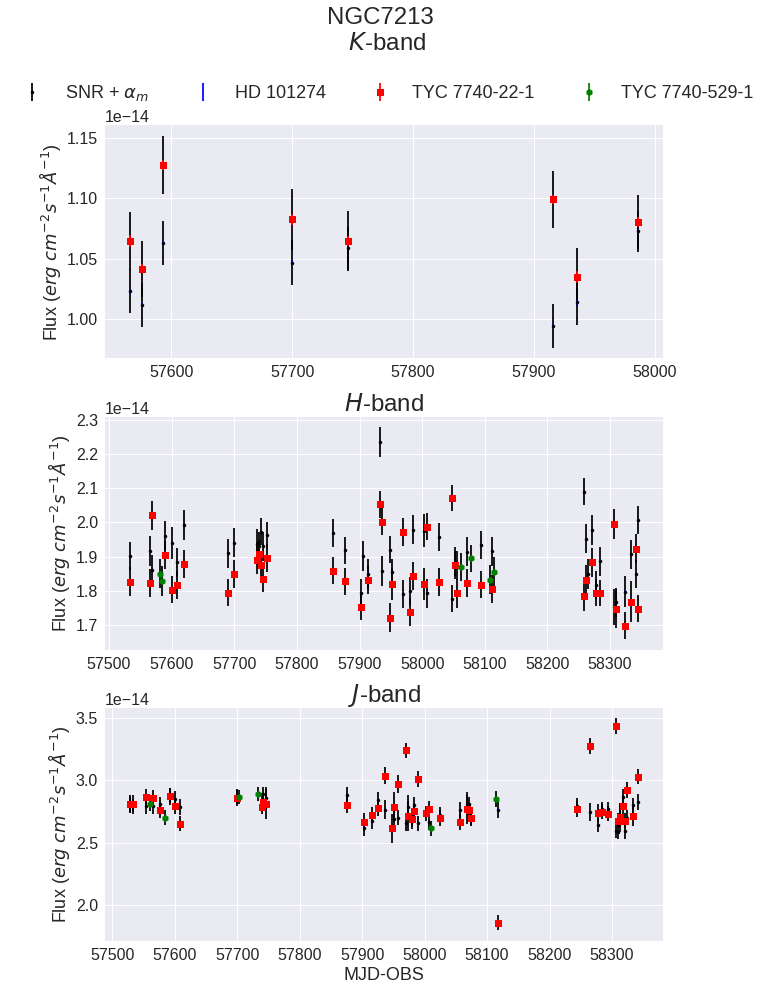 NGC7213
K-band
SNR + αm HD 101274 TYC 7740-22-1 TYC 7740-529-1
1e−14
Flux (erg cm−2s−1Å−1)
1.15
1.10
1.05
1.00
57600 57700 57800 57900 58000
H-band
1e−14
Flux (erg cm−2s−1Å−1)
2.3
2.2
2.1
2.0
1.9
1.8
1.7
57500 57600 57700 57800 57900 58000 58100 58200 58300
J-band
1e−14
Flux (erg cm−2s−1Å−1)
3.5
3.0
2.5
2.0
57500 57600 57700 57800 57900 58000 58100 58200 58300
MJD-OBS